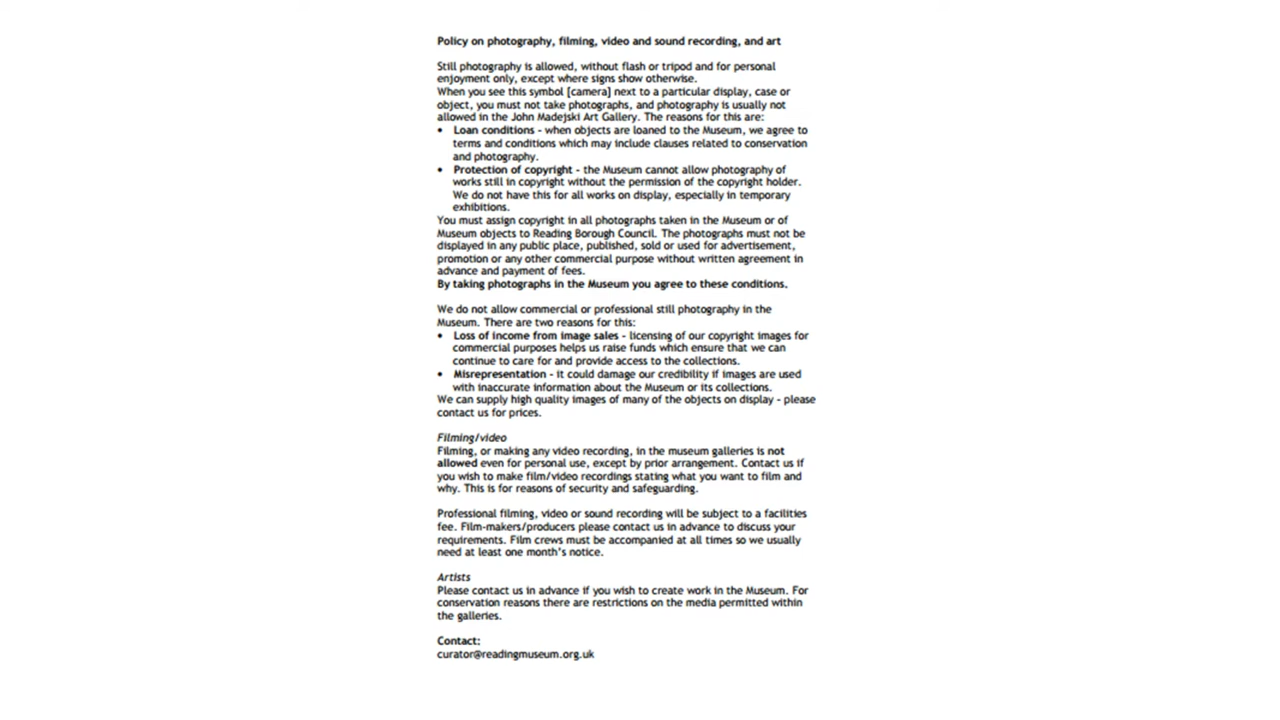 Policy on photography, filming, video and sound recording, and art
Still photography is allowed, without flash or tripod and for personal
enjoyment only, except where signs show otherwise.
When you see this symbol [camera] next to a particular display, case or
object, you must not take photographs, and photography is usually not
allowed in the John Madejski Art Gallery. The reasons for this are:
• Loan conditions - when objects are loaned to the Museum, we agree to
terms and conditions which may include clauses related to conservation
and photography.
• Protection of copyright - the Museum cannot allow photography of
works still in copyright without the permission of the copyright holder.
We do not have this for all works on display, especially in temporary
exhibitions.
You must assign copyright in all photographs taken in the Museum or of
Museum objects to Reading Borough Council. The photographs must not be
displayed in any public place, published, sold or used for advertisement,
promotion or any other commercial purpose without written agreement in
advance and payment of fees.
By taking photographs in the Museum you agree to these conditions.
We do not allow commercial or professional still photography in the
Museum. There are two reasons for this:
• Loss of income from image sales - licensing of our copyright images for
commercial purposes helps us raise funds which ensure that we can
continue to care for and provide access to the collections.
• Misrepresentation - it could damage our credibility if images are used
with inaccurate information about the Museum or its collections.
We can supply high quality images of many of the objects on display - please
contact us for prices.
Filming/video
Filming, or making any video recording, in the museum galleries is not
allowed even for personal use, except by prior arrangement. Contact us if
you wish to make film/video recordings stating what you want to film and
why. This is for reasons of security and safeguarding.
Professional filming, video or sound recording will be subject to a facilities
fee. Film-makers/producers please contact us in advance to discuss your
requirements. Film crews must be accompanied at all times so we usually
need at least one month's notice.
Artists
Please contact us in advance if you wish to create work in the Museum. For
conservation reasons there are restrictions on the media permitted within
the galleries.
Contact:
curator@readingmuseum.org.uk